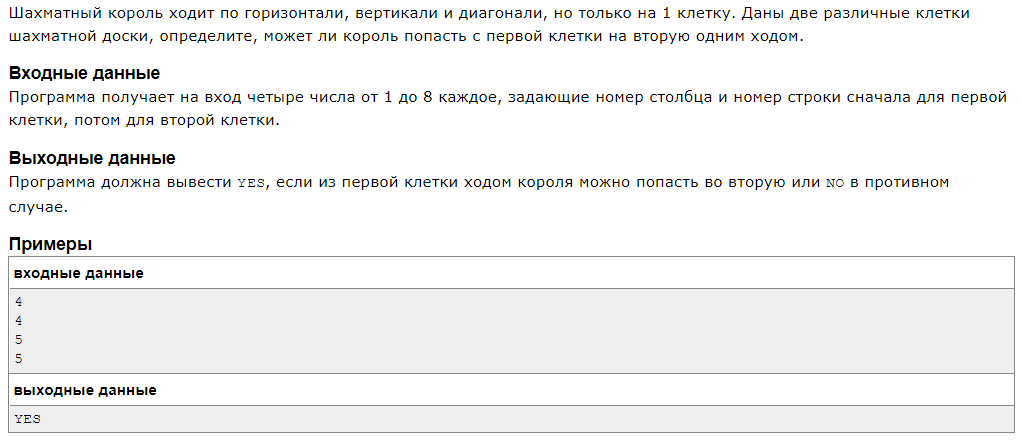 Шахматный король ходит по горизонтали, вертикали и диагонали, но только на 1 клетку. Даны две различные клетки
шахматной доски, определите, может ли король попасть с первой клетки на вторую одним ходом.
Входные данные
Программа получает на вход четыре числа от 1 до 8 каждое, задающие номер столбца и номер строки сначала для первой
клетки, потом для второй клетки.
Выходные данные
Программа должна вывести YES, если из первой клетки ходом короля можно попасть во вторую или NO в противном
случае.
Примеры
входные данные
4
4
5
5
выходные данные
YES